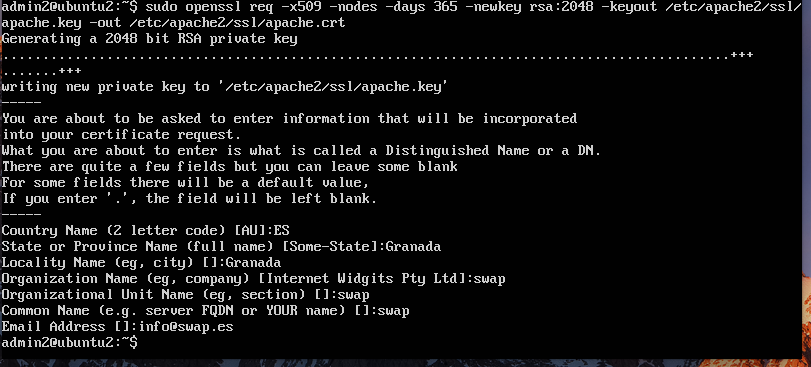 admin2@ubuntu2:~$ sudo openssl req -x509 -nodes -days 365 -newkey rsa:2048 -keyout /etc/apache2/ssl/
apache.key -out /etc/apache2/ssl/apache.crt
Generating a 2048 bit RSA private key
...........................................................................................+++
.......+++
writing new private key to '/etc/apache2/ssl/apache.key'
-----
You are about to be asked to enter information that will be incorporated
into your certificate request.
What you are about to enter is what is called a Distinguished Name or a DN.
There are quite a few fields but you can leave some blank
For some fields there will be a default value,
If you enter '.', the field will be left blank.
-----
Country Name (2 letter code) [AU]:ES
State or Province Name (full name) [Some-State]:Granada
Locality Name (eg, city) []:Granada
Organization Name (eg, company) [Internet Widgits Pty Ltd]:swap
Organizational Unit Name (eg, section) []:swap
Common Name (e.g. server FQDN or YOUR name) []:swap
Email Address []:info@swap.es
admin2@ubuntu2:~$